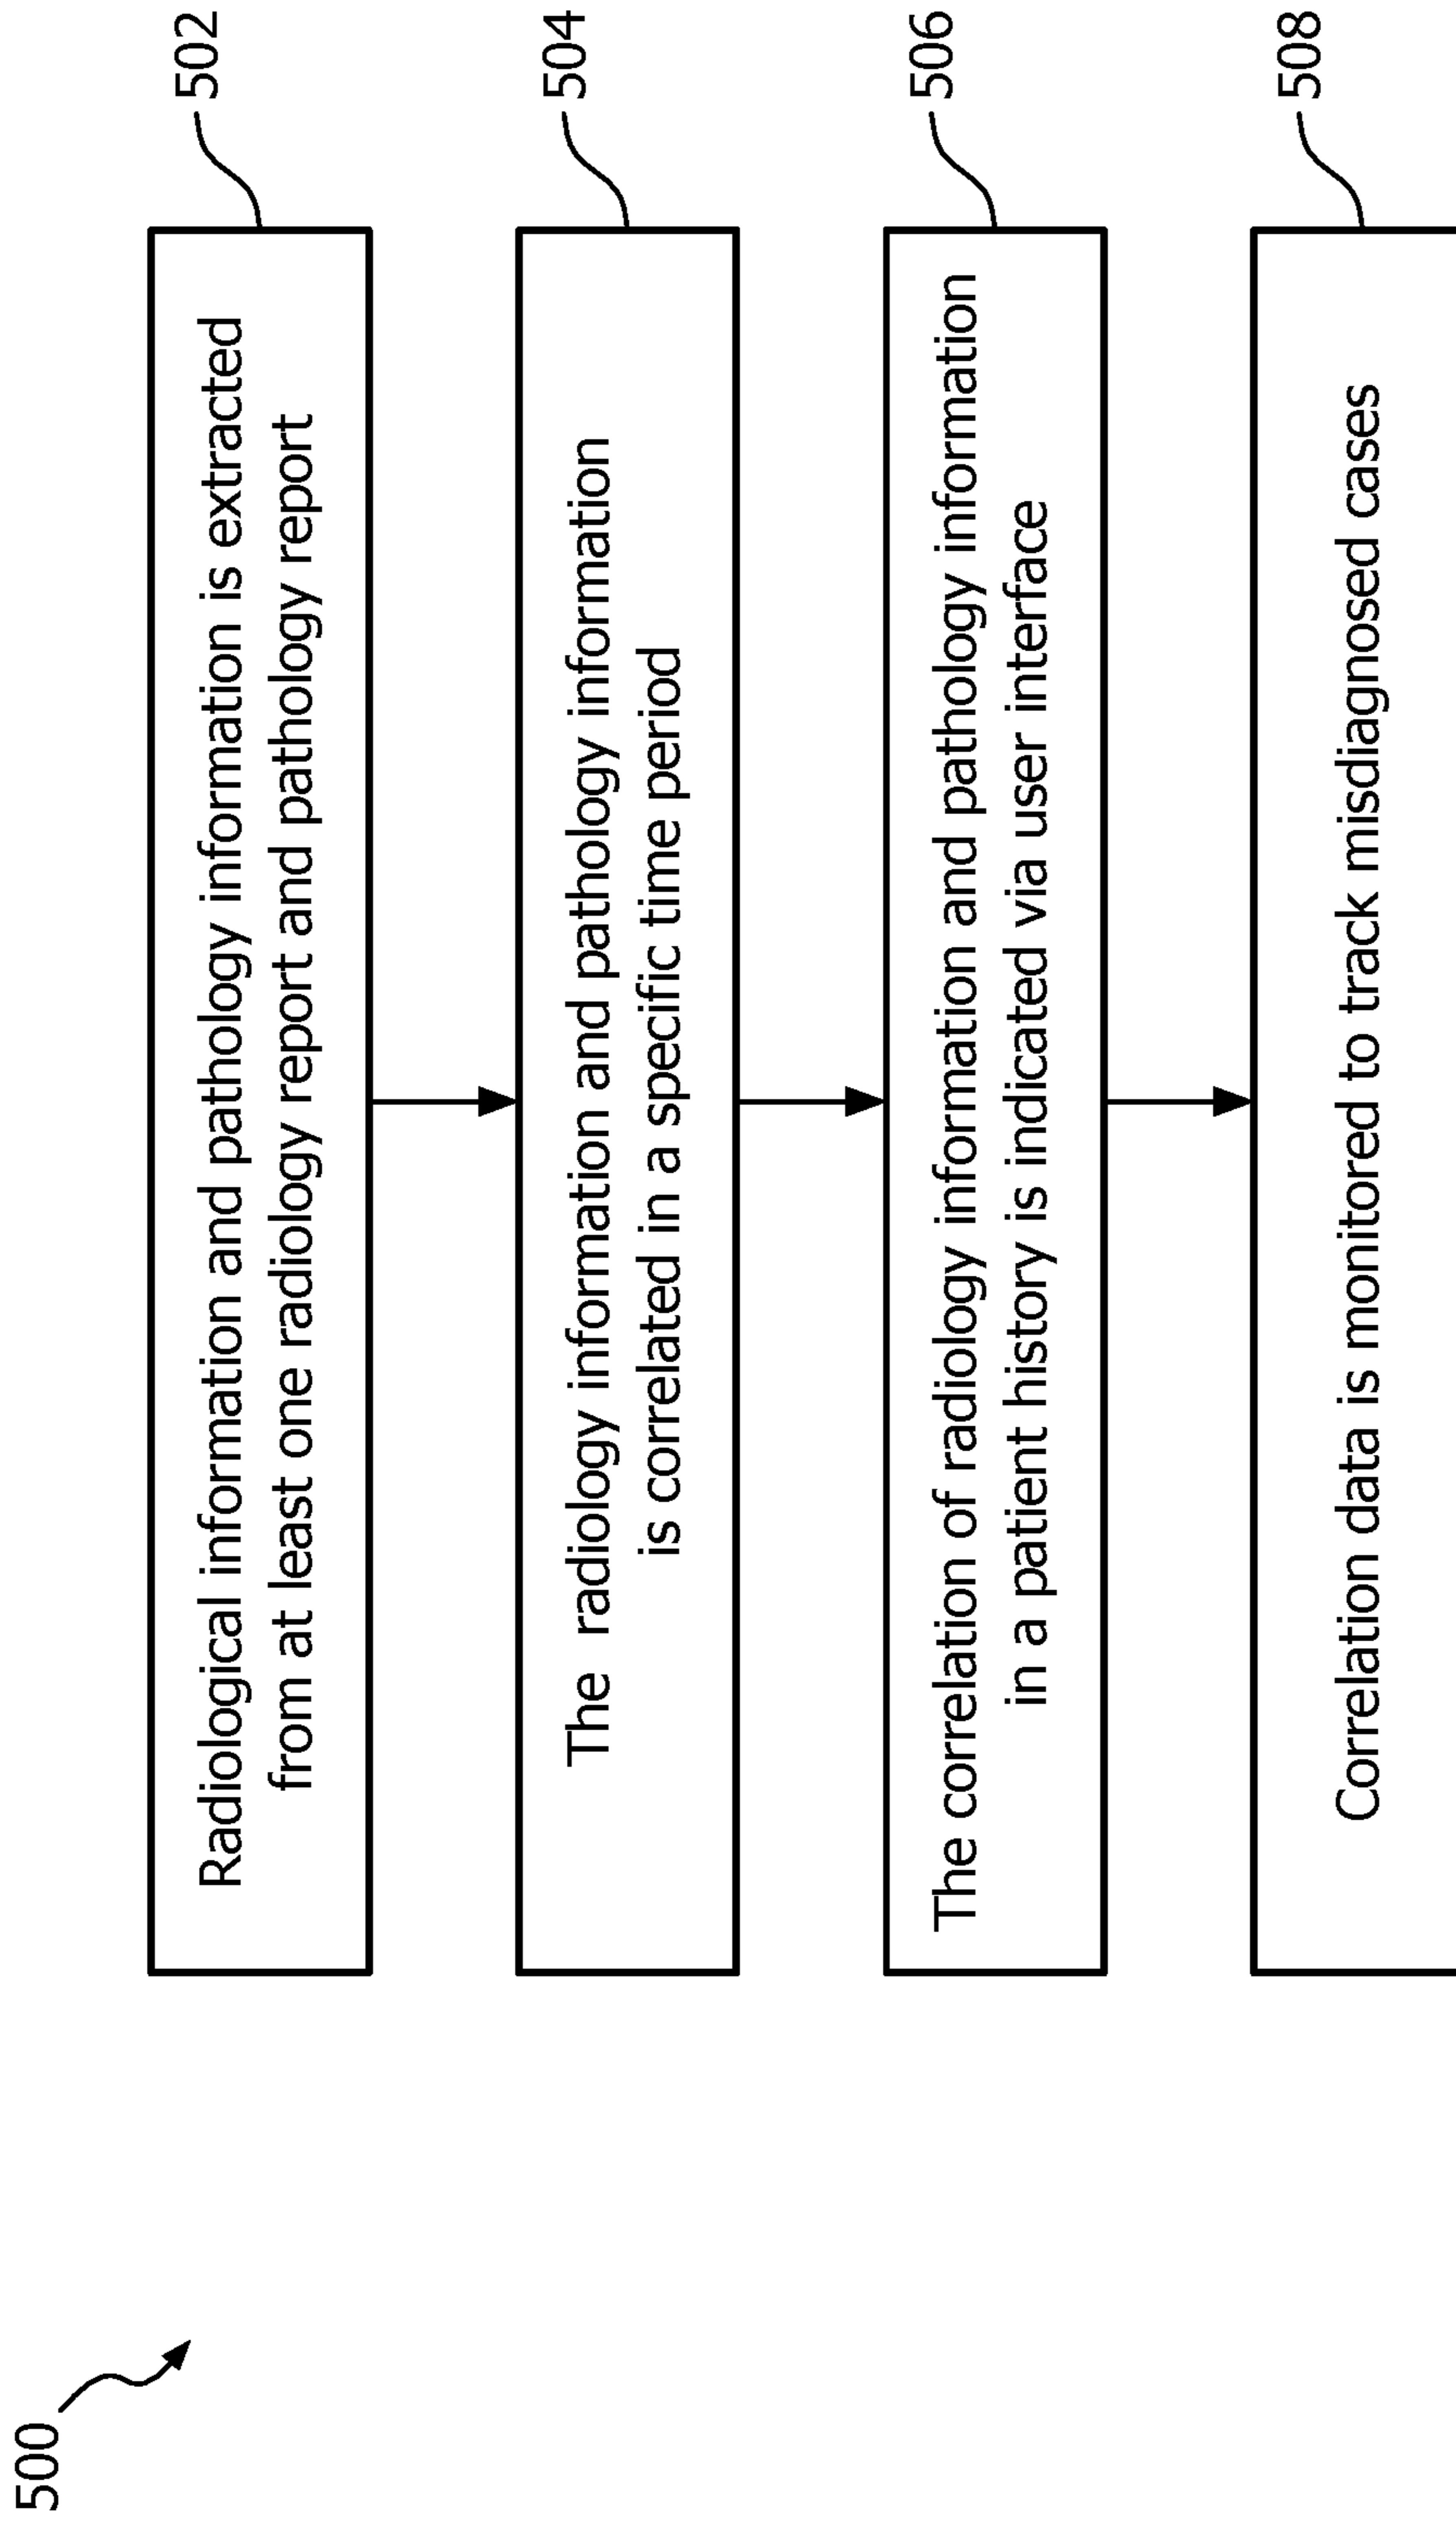 500
502
Radiological information and pathology information is extracted
from at least one radiology report and pathology report
504
The radiology information and pathology information
is correlated in a specific time period
506
The correlation of radiology information and pathology information
in a patient history is indicated via user interface
508
Correlation data is monitored to track misdiagnosed cases